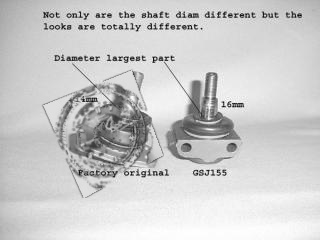 Not only are the shaft diam different but the
looks are totally different.
Diameter largest part
14mm
16mm
Factory original
GSJ155